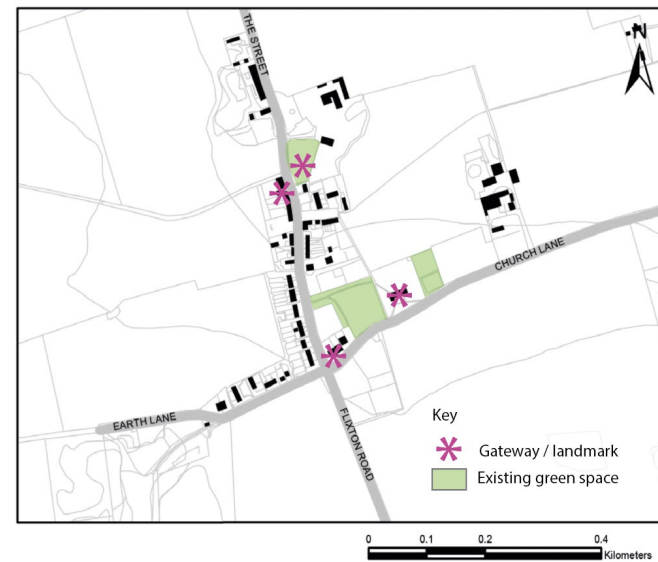 THE STREET
N
CHURCH LANE
EARTH LANE
FLIXTON ROAD
Key
Gateway / landmark
Existing green space
0 0.1 0.2 0.4
Kilometers